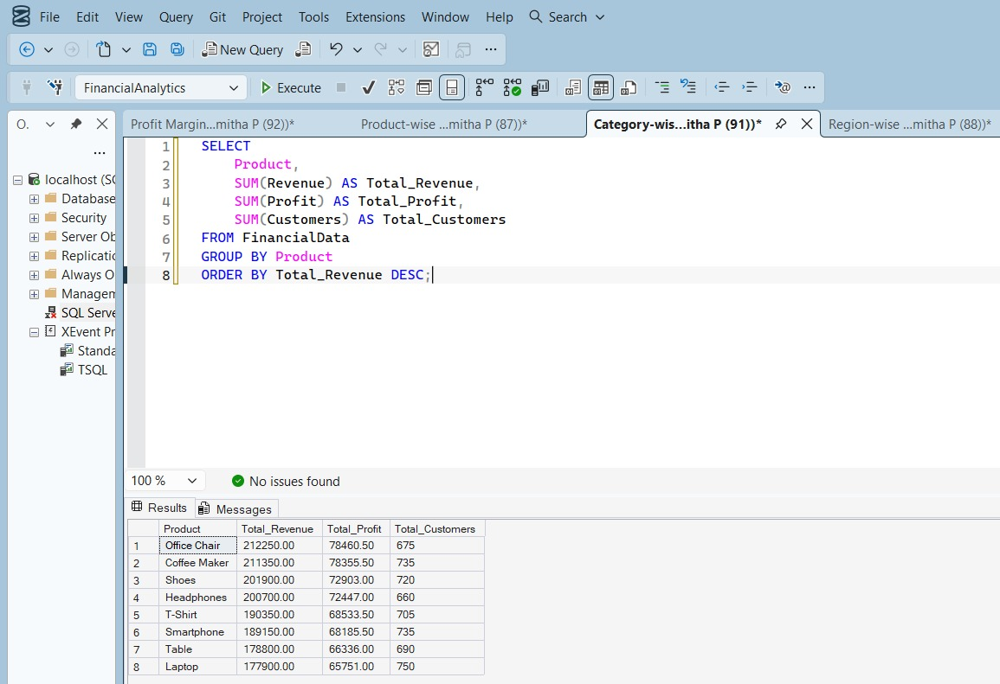 File Edit View Query Git Project Tools Extensions Window Help Search
New Query
FinancialAnalytics Execute
O.
Profit Margin...mitha P (92))* Product-wise ...mitha P (87))* Category-wis...itha P (91))* Region-wise ...mitha P (88))*
localhost (SQ
Database
Security
Server Ob
Replicatio
Always O
Managem
SQL Serve
XEvent Pr
Standa
TSQL
1 SELECT
2 Product,
3 SUM(Revenue) AS Total_Revenue,
4 SUM(Profit) AS Total_Profit,
5 SUM(Customers) AS Total_Customers
6 FROM FinancialData
7 GROUP BY Product
8 ORDER BY Total_Revenue DESC;
100 % No issues found
Results Messages
Product Total_Revenue Total_Profit Total_Customers
1 Office Chair 212250.00 78460.50 675
2 Coffee Maker 211350.00 78355.50 735
3 Shoes 201900.00 72903.00 720
4 Headphones 200700.00 72447.00 660
5 T-Shirt 190350.00 68533.50 705
6 Smartphone 189150.00 68185.50 735
7 Table 178800.00 66336.00 690
8 Laptop 177900.00 65751.00 750